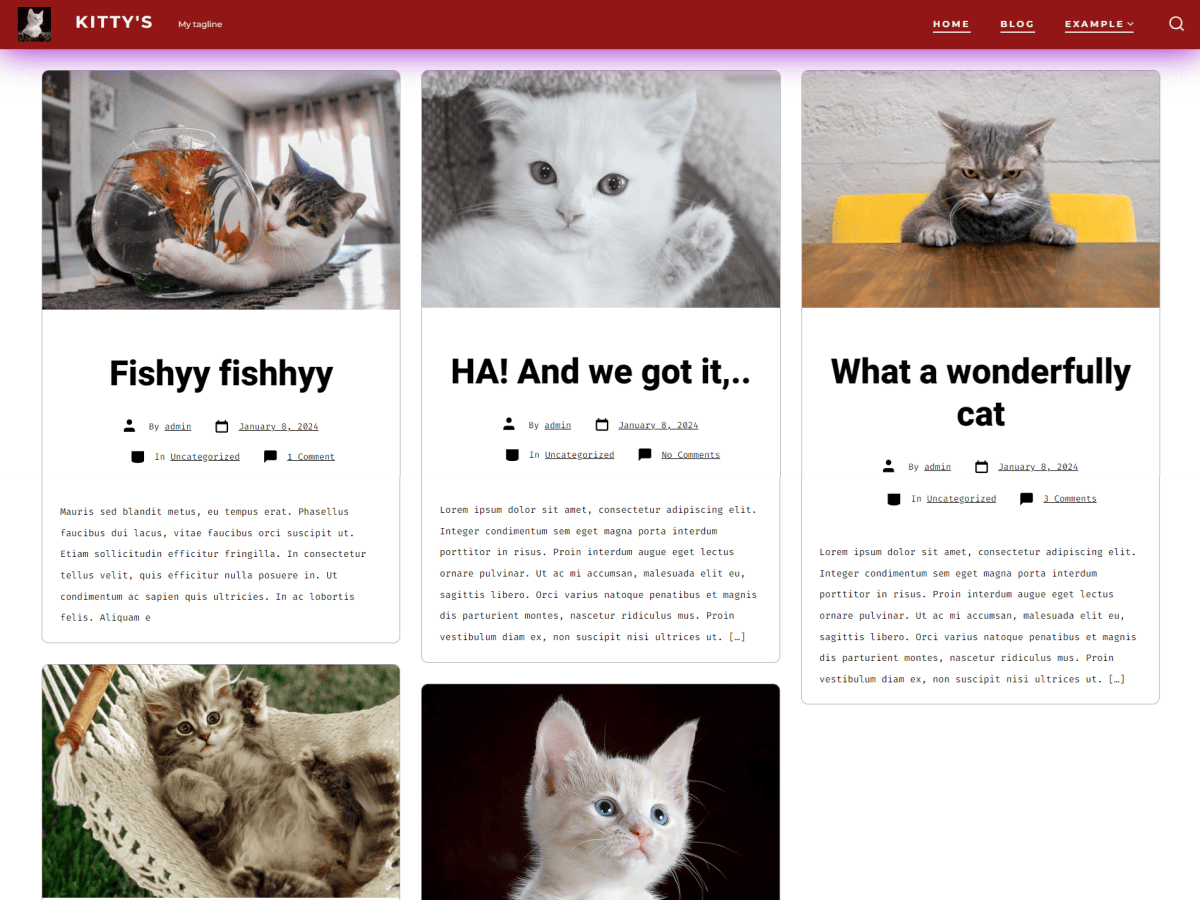 KITTY'S
My tagline
HOME
BLOG
EXAMPLE
Fishyy fishhyy
By admin
January 8, 2024
In Uncategorized
1 Comment
Mauris sed blandit metus, eu tempus erat. Phasellus
faucibus dui lacus, vitae faucibus orci suscipit ut.
Etiam sollicitudin efficitur fringilla. In consectetur
tellus velit, quis efficitur nulla posuere in. Ut
condimentum ac sapien quis ultricies. In ac lobortis
felis. Aliquam e
HA! And we got it,..
By admin
January 8, 2024
In Uncategorized
No Comments
Lorem ipsum dolor sit amet, consectetur adipiscing elit.
Integer condimentum sem eget magna porta interdum
porttitor in risus. Proin interdum augue eget lectus
ornare pulvinar. Ut ac mi accumsan, malesuada elit eu,
sagittis libero. Orci varius natoque penatibus et magnis
dis parturient montes, nascetur ridiculus mus. Proin
vestibulum diam ex, non suscipit nisi ultrices ut. […]
What a wonderfully
cat
By admin
January 8, 2024
In Uncategorized
3 Comments
Lorem ipsum dolor sit amet, consectetur adipiscing elit.
Integer condimentum sem eget magna porta interdum
porttitor in risus. Proin interdum augue eget lectus
ornare pulvinar. Ut ac mi accumsan, malesuada elit eu,
sagittis libero. Orci varius natoque penatibus et magnis
dis parturient montes, nascetur ridiculus mus. Proin
vestibulum diam ex, non suscipit nisi ultrices ut. […]